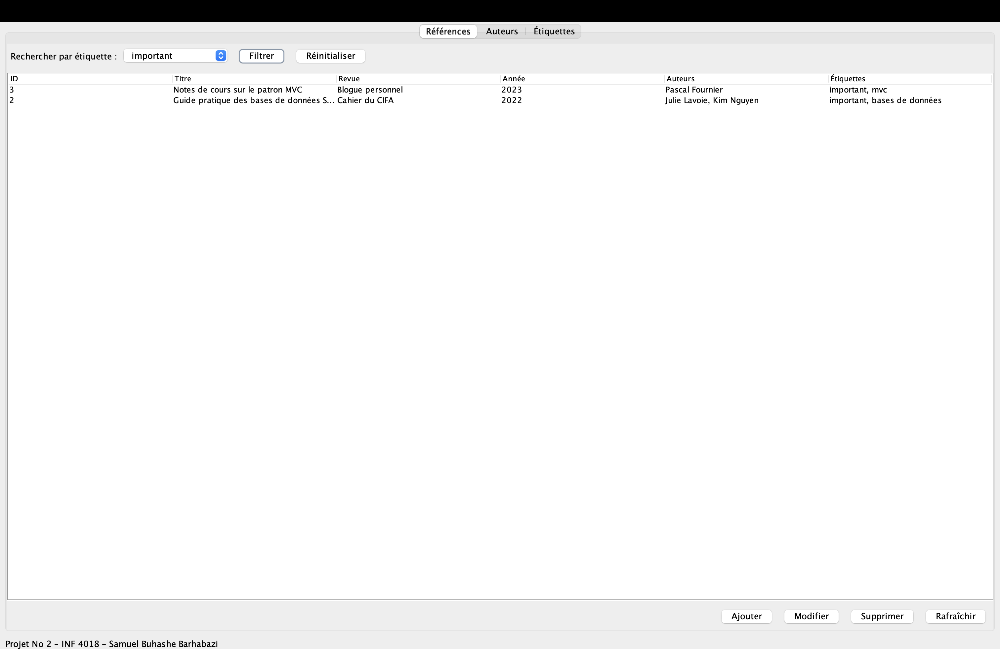 Références Auteurs Étiquettes
Rechercher par étiquette : important Filtrer Réinitialiser
ID Titre Revue Année Auteurs Étiquettes
3 Notes de cours sur le patron MVC Blogue personnel 2023 Pascal Fournier important, mvc
2 Guide pratique des bases de données S... Cahier du CIFA 2022 Julie Lavoie, Kim Nguyen important, bases de données
Ajouter Modifier Supprimer Rafraîchir
Projet No 2 – INF 4018 – Samuel Buhashe Barhabazi